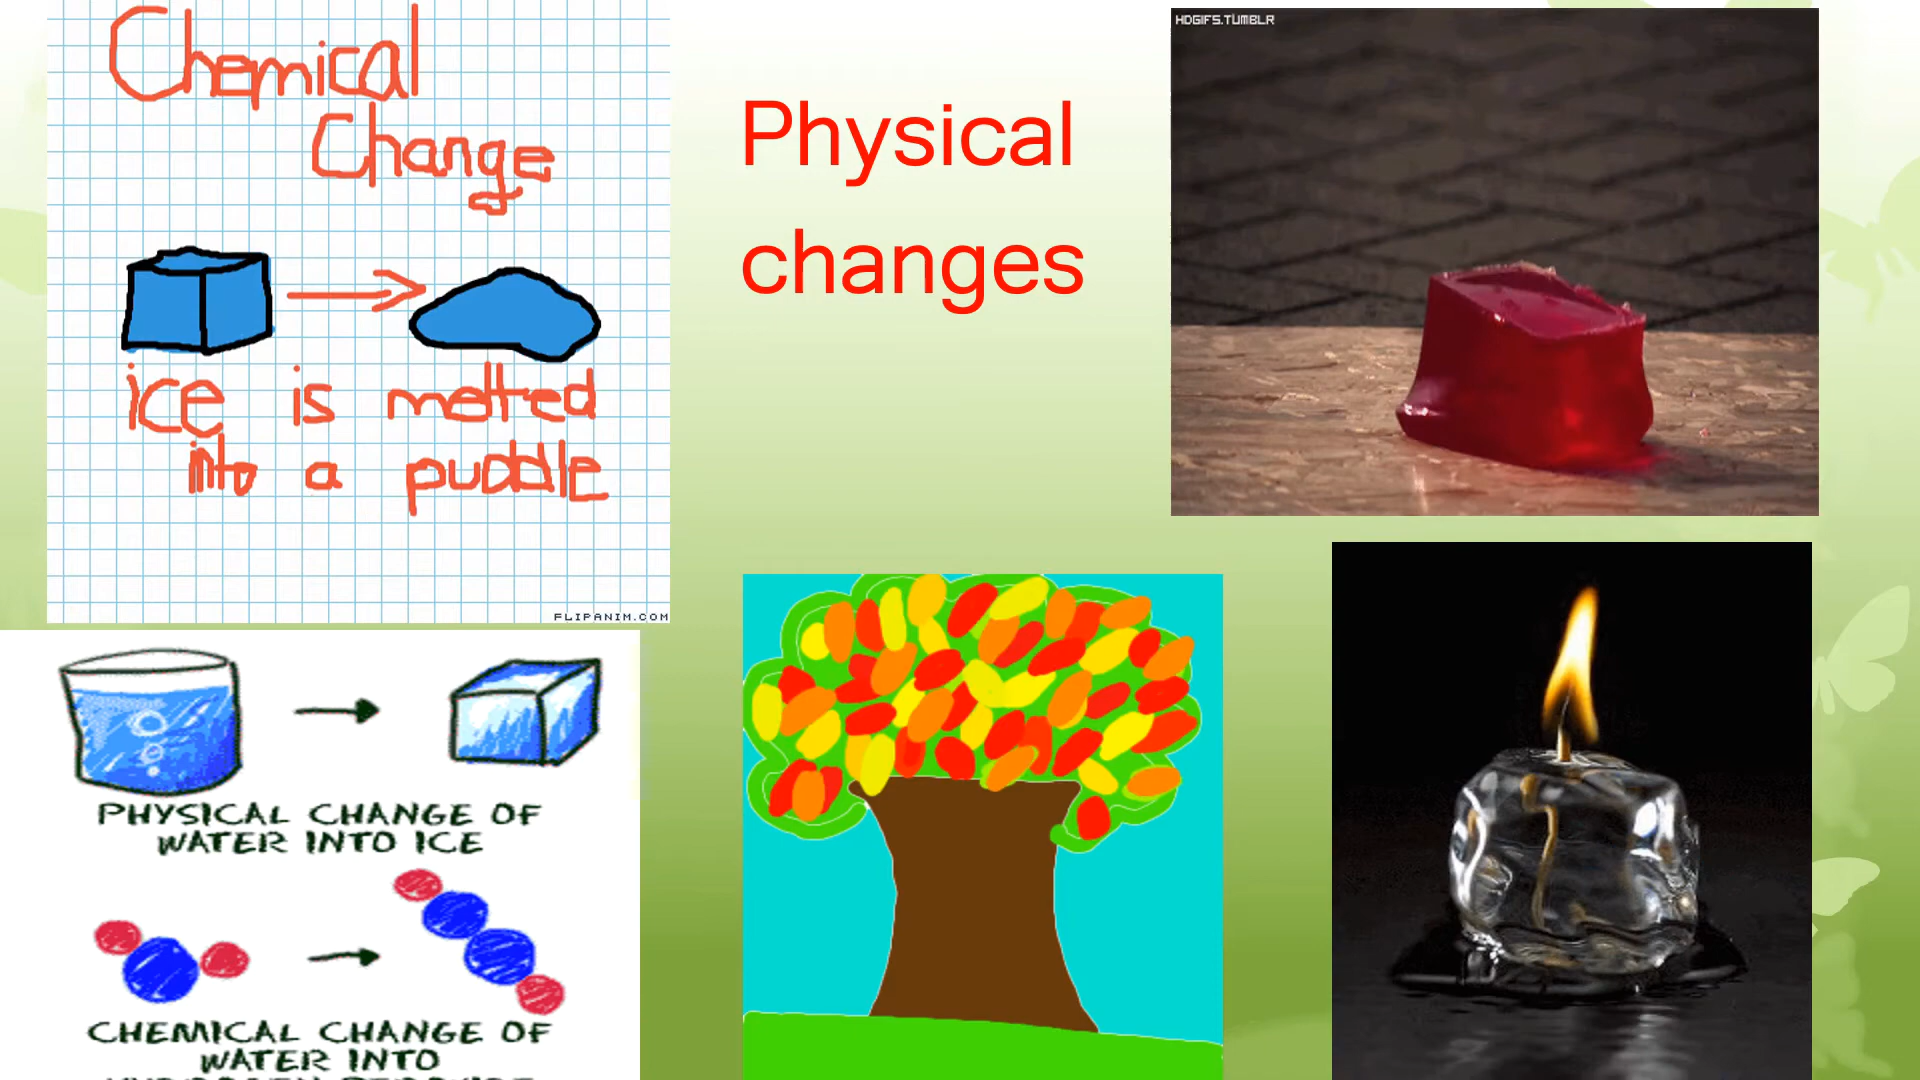 Chemical
Change
ice is melted
into a puddle
FLIPANIM.COM
Physical
changes
HDGIFS.TUMBLR
PHYSICAL CHANGE OF
WATER INTO ICE
CHEMICAL CHANGE OF
WATER INTO